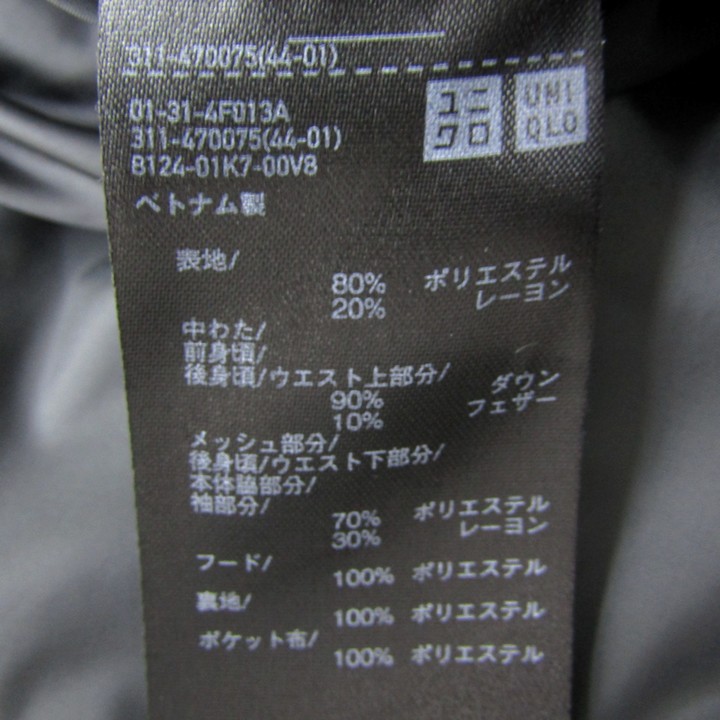 311-470075(44-01)
01-31-4F013A
311-470075(44-01)
8124-01K7-00V8
ユニ
クロ
UNI
QLO
ベトナム製
表地/
80% ポリエステル
20% レーヨン
中わた/
前身頃/
後身頃/ウエスト上部分/
90% ダウン
10% フェザー
メッシュ部分/
後身頃/ウエスト下部分/
本体脇部分/
袖部分/
70% ポリエステル
30% レーヨン
フード/
100% ポリエステル
裏地/
100% ポリエステル
ポケット布/
100% ポリエステル